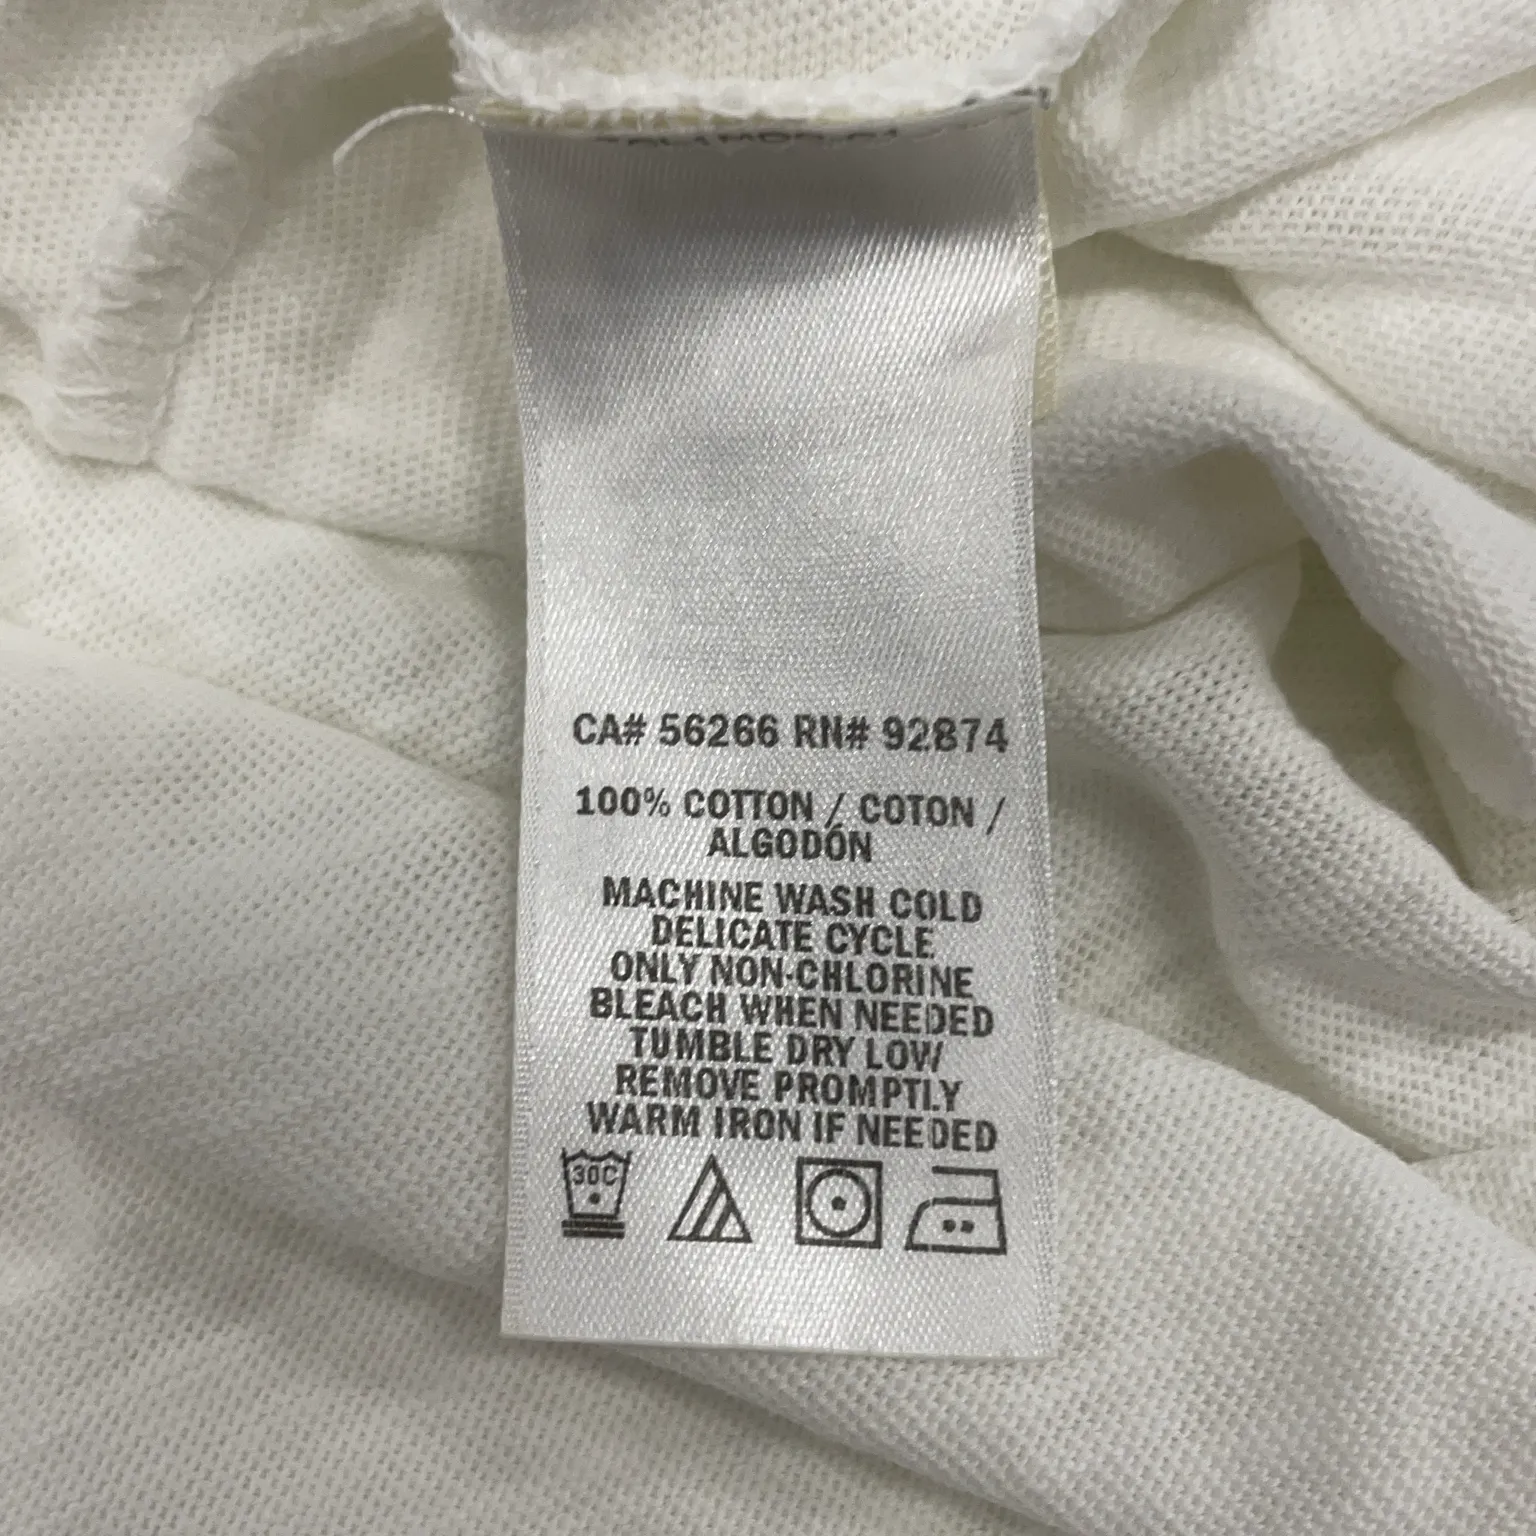 CA# 56266 RN# 92874
100% COTTON / COTON /
ALGODÓN
MACHINE WASH COLD
DELICATE CYCLE
ONLY NON-CHLORINE
BLEACH WHEN NEEDED
TUMBLE DRY LOW
REMOVE PROMPTLY
WARM IRON IF NEEDED
30C